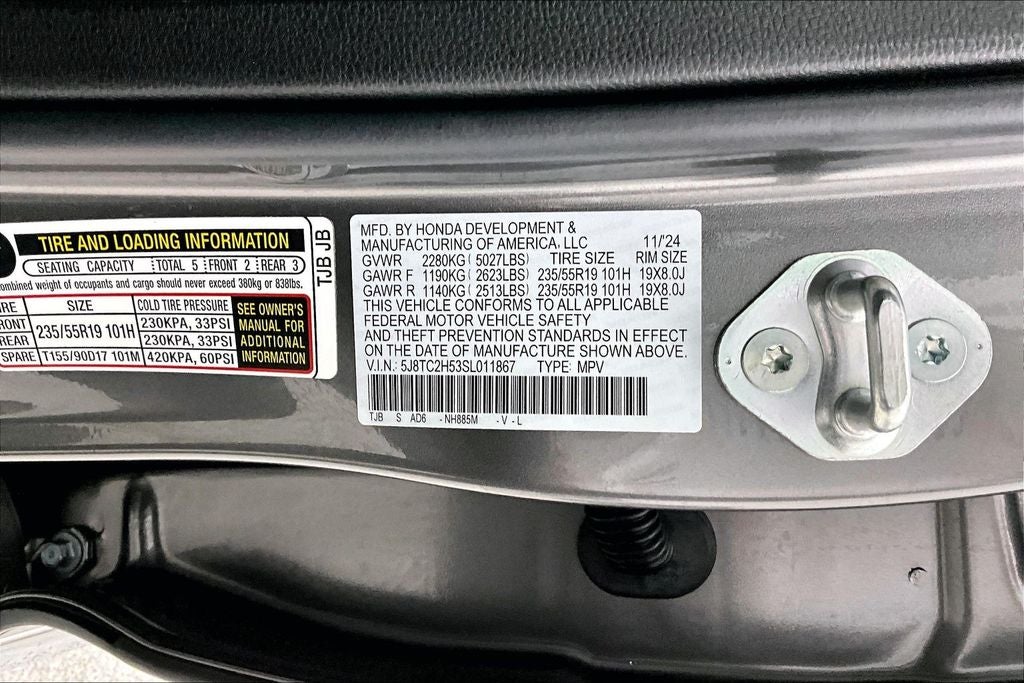 TIRE AND LOADING INFORMATION
SEATING CAPACITY TOTAL 5 FRONT 2 REAR 3
combined weight of occupants and cargo should never exceed 380kg or 838lbs.
SIZE COLD TIRE PRESSURE
FRONT 235/55R19 101H 230KPA, 33PSI
REAR 230KPA, 33PSI
SPARE T155/90D17 101M 420KPA, 60PSI
SEE OWNER'S
MANUAL FOR
ADDITIONAL
INFORMATION
TJB JB
MFD. BY HONDA DEVELOPMENT &
MANUFACTURING OF AMERICA, LLC 11/'24
GVWR 2280KG ( 5027LBS) RIM SIZE
GAWR F 1190KG ( 2623LBS) 235/55R19 101H 19X8.0J
GAWR R 1140KG ( 2513LBS) 235/55R19 101H 19X8.0J
THIS VEHICLE CONFORMS TO ALL APPLICABLE
FEDERAL MOTOR VEHICLE SAFETY
AND THEFT PREVENTION STANDARDS IN EFFECT
ON THE DATE OF MANUFACTURE SHOWN ABOVE.
V.I.N.: 5J8TC2H53SL011867 TYPE: MPV
TJB S AD6 - NH885M - V - L